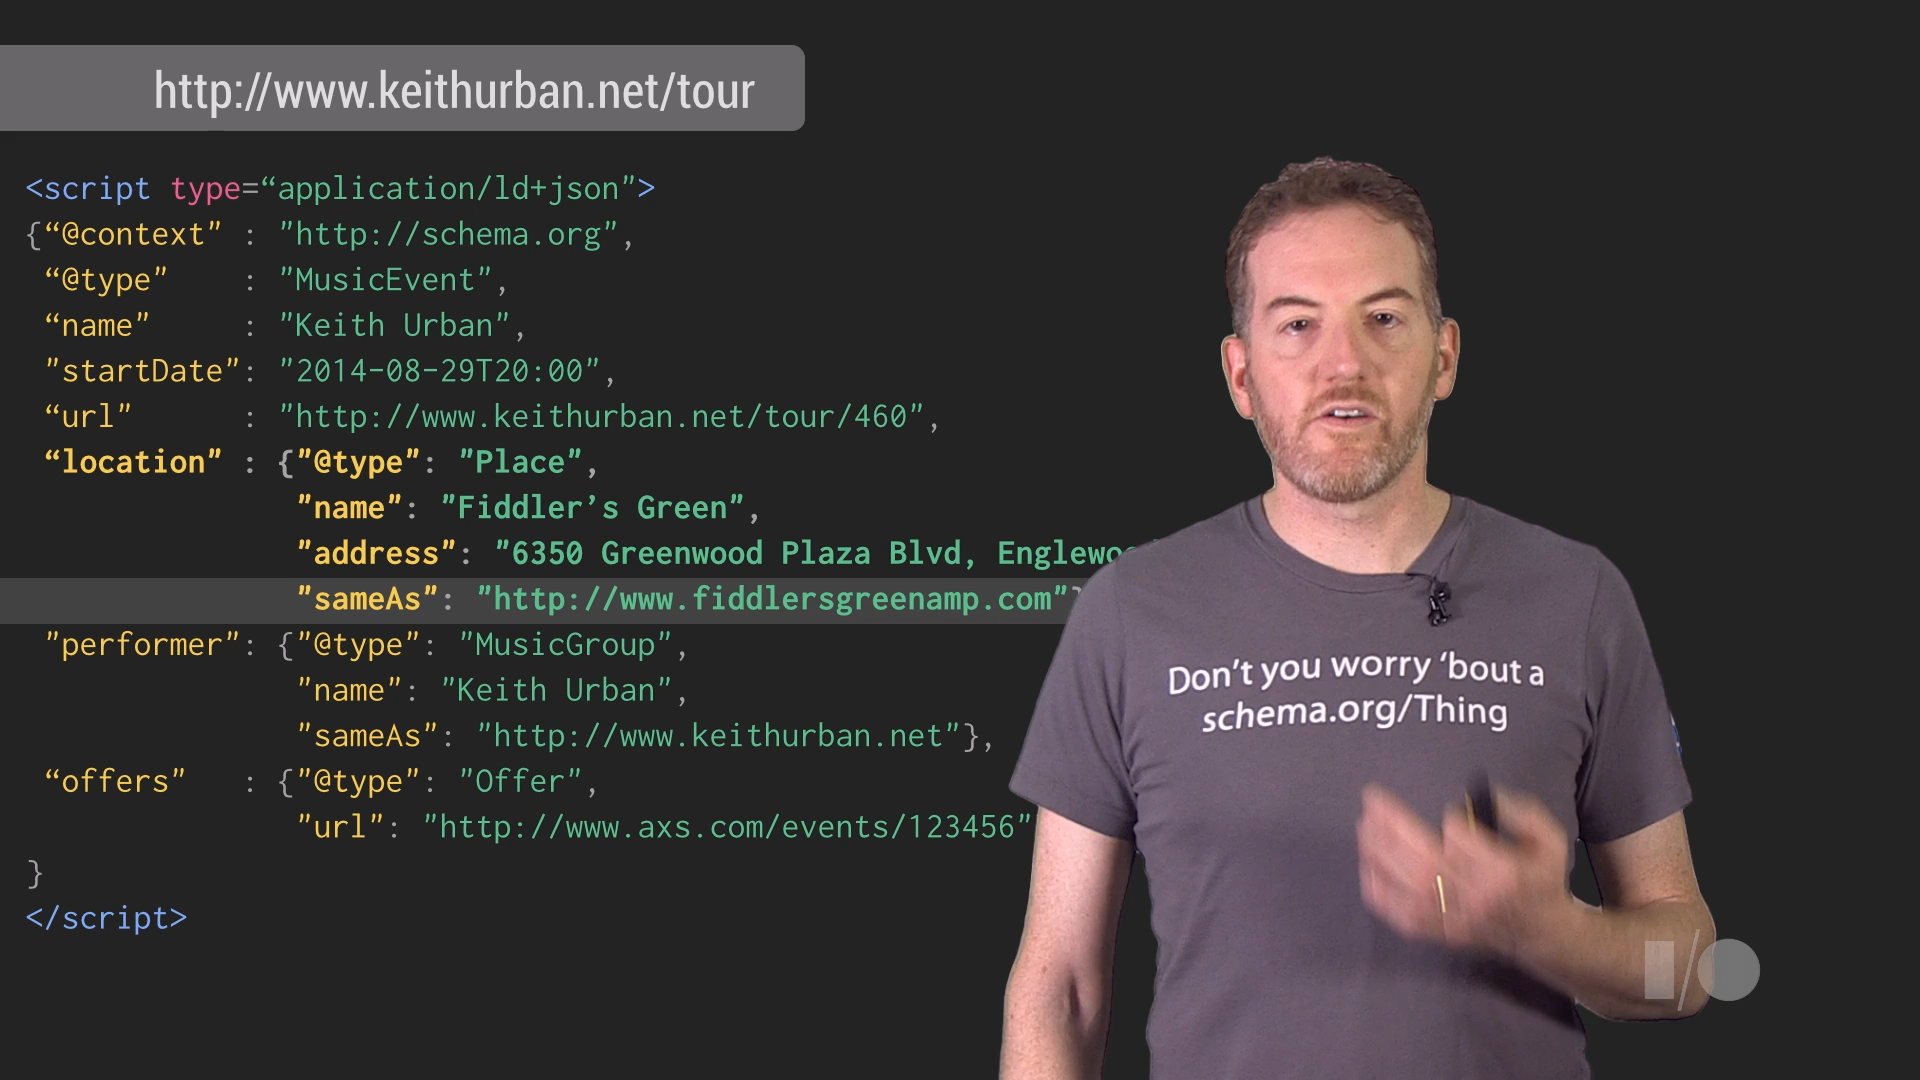 http://www.keithurban.net/tour
<script type=“application/ld+json">
{“@context" : "http://schema.org",
“@type" : "MusicEvent",
“name" : "Keith Urban",
"startDate": "2014-08-29T20:00",
“url" : "http://www.keithurban.net/tour/460",
“location" : {"@type": "Place",
"name": "Fiddler’s Green",
"address": "6350 Greenwood Plaza Blvd,
"sameAs": "http://www.fiddlersgreenamp.com"}
"performer": {"@type": "MusicGroup",
"name": "Keith Urban",
"sameAs": "http://www.keithurban.net"},
“offers" : {"@type": "Offer",
"url": "http://www.axs.com/events/123456"
}
</script>
Don't you worry ‘bout a
schema.org/Thing
I/O